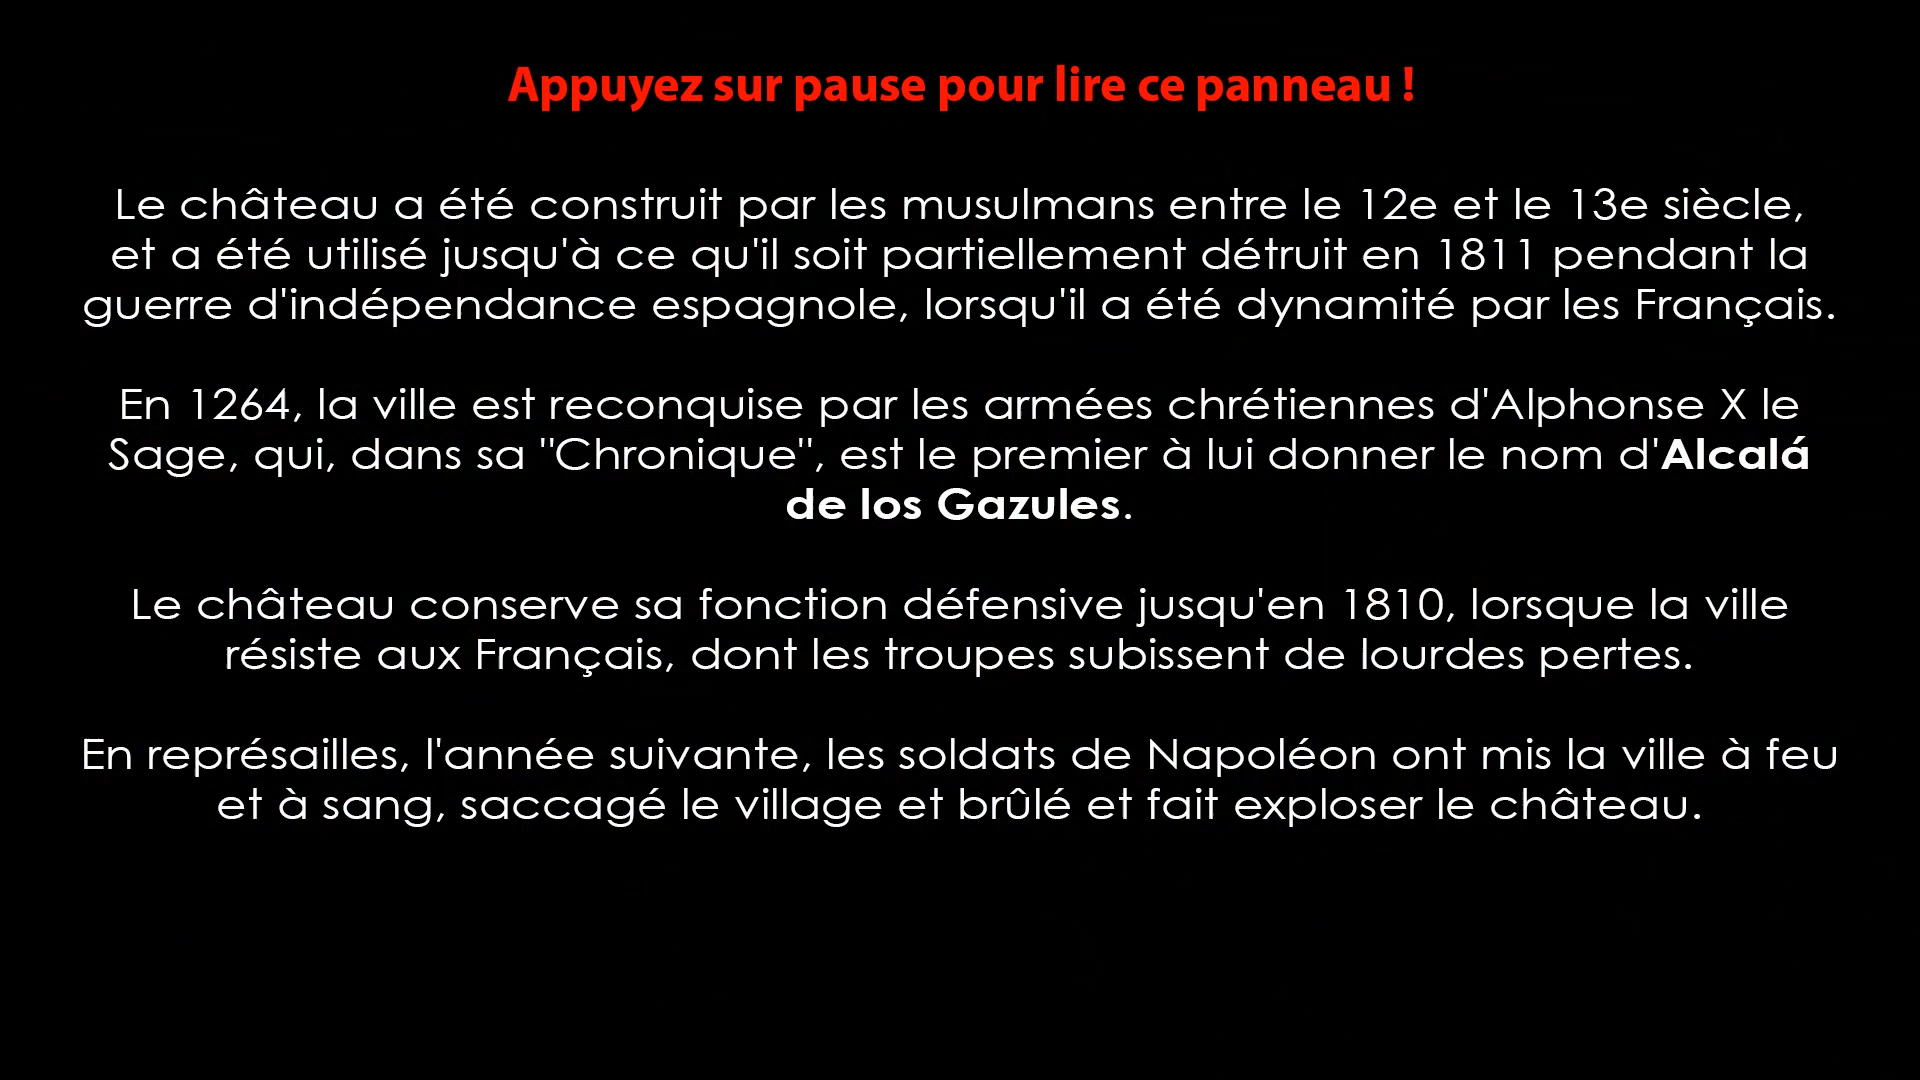 Appuyez sur pause pour lire ce panneau !
Le château a été construit par les musulmans entre le 12e et le 13e siècle,
et a été utilisé jusqu'à ce qu'il soit partiellement détruit en 1811 pendant la
guerre d'indépendance espagnole, lorsqu'il a été dynamité par les Français.
En 1264, la ville est reconquise par les armées chrétiennes d'Alphonse X le
Sage, qui, dans sa "Chronique", est le premier à lui donner le nom d'Alcalá
de los Gazules.
Le château conserve sa fonction défensive jusqu'en 1810, lorsque la ville
résiste aux Français, dont les troupes subissent de lourdes pertes.
En représailles, l'année suivante, les soldats de Napoléon ont mis la ville à feu
et à sang, saccagé le village et brûlé et fait exploser le château.